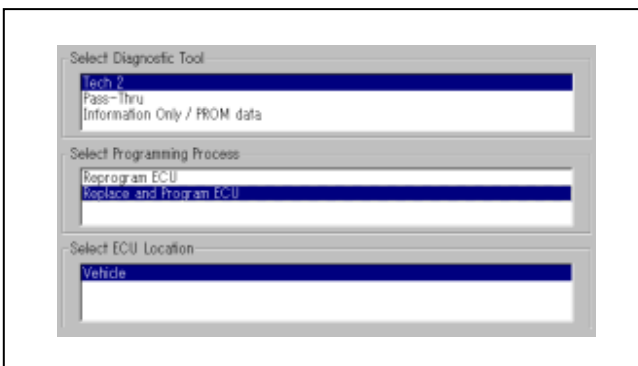 Select Diagnostic Tool
Tech 2
Pass-Thru
Information Only / PROM data
Select Programming Process
Reprogram ECU
Replace and Program ECU
Select ECU Location
Vehicle